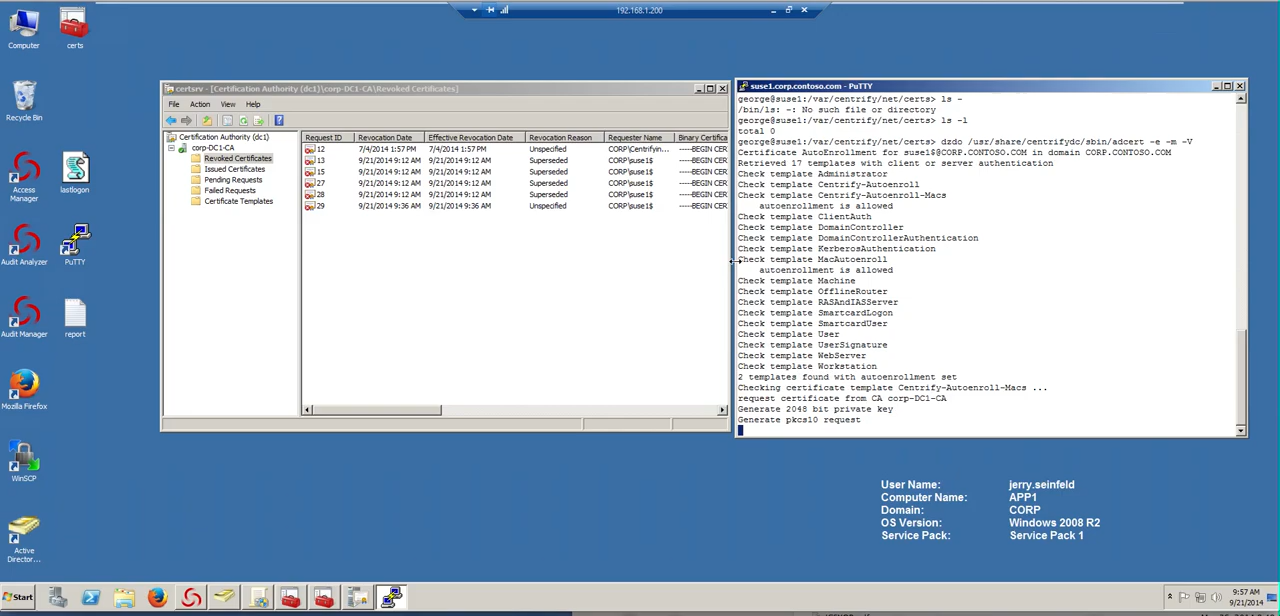 192.168.1.200
Computer
certs
Recycle Bin
Access
Manager
lastlogon
Audit Analyzer
PuTTY
Audit Manager
report
Mozilla Firefox
WinSCP
Active
Director...
certsrv - [Certification Authority (dc1)\corp-DC1-CA\Revoked Certificates]
File Action View Help
Certification Authority (dc1)
corp-DC1-CA
Revoked Certificates
Issued Certificates
Pending Requests
Failed Requests
Certificate Templates
Request ID Revocation Date Effective Revocation Date Revocation Reason Requester Name Binary Certifica
12 7/4/2014 1:57 PM 7/4/2014 1:57 PM Unspecified CORP\Centrifyin... -----BEGIN CER
13 9/21/2014 9:12 AM 9/21/2014 9:12 AM Superseded CORP\suse1$ -----BEGIN CER
15 9/21/2014 9:12 AM 9/21/2014 9:12 AM Superseded CORP\suse1$ -----BEGIN CER
27 9/21/2014 9:12 AM 9/21/2014 9:12 AM Superseded CORP\suse1$ -----BEGIN CER
28 9/21/2014 9:12 AM 9/21/2014 9:12 AM Superseded CORP\suse1$ -----BEGIN CER
29 9/21/2014 9:36 AM 9/21/2014 9:36 AM Unspecified CORP\suse1$ -----BEGIN CER
suse1.corp.contoso.com - PuTTY
george@suse1:/var/centrify/net/certs> ls -
/bin/ls: -: No such file or directory
george@suse1:/var/centrify/net/certs> ls -l
total 0
george@suse1:/var/centrify/net/certs> dzdo /usr/share/centrifydc/sbin/adcert -e -m -V
Certificate AutoEnrollment for suse1$@CORP.CONTOSO.COM in domain CORP.CONTOSO.COM
Retrieved 17 templates with client or server authentication
Check template Administrator
Check template Centrify-Autoenroll
Check template Centrify-Autoenroll-Macs
autoenrollment is allowed
Check template ClientAuth
Check template DomainController
Check template DomainControllerAuthentication
Check template KerberosAuthentication
Check template MacAutoenroll
autoenrollment is allowed
Check template Machine
Check template OfflineRouter
Check template RASAndIASServer
Check template SmartcardLogon
Check template SmartcardUser
Check template User
Check template UserSignature
Check template WebServer
Check template Workstation
2 templates found with autoenrollment set
Checking certificate template Centrify-Autoenroll-Macs ...
request certificate from CA corp-DC1-CA
Generate 2048 bit private key
Generate pkcs10 request
User Name: jerry.seinfeld
Computer Name: APP1
Domain: CORP
OS Version: Windows 2008 R2
Service Pack: Service Pack 1
Start
9:57 AM
9/21/2014